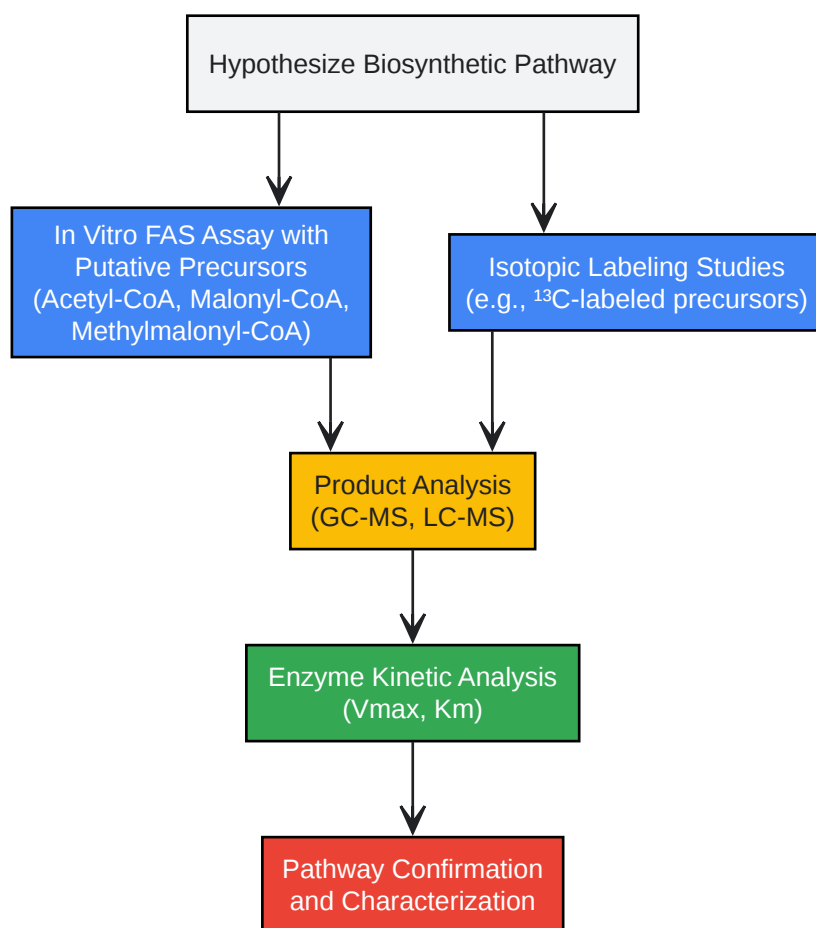 Hypothesize Biosynthetic Pathway
In Vitro FAS Assay with
Putative Precursors
(Acetyl-CoA, Malonyl-CoA,
Methylmalonyl-CoA)
Isotopic Labeling Studies
(e.g., ¹³C-labeled precursors)
Product Analysis
(GC-MS, LC-MS)
Enzyme Kinetic Analysis
(Vmax, Km)
Pathway Confirmation
and Characterization